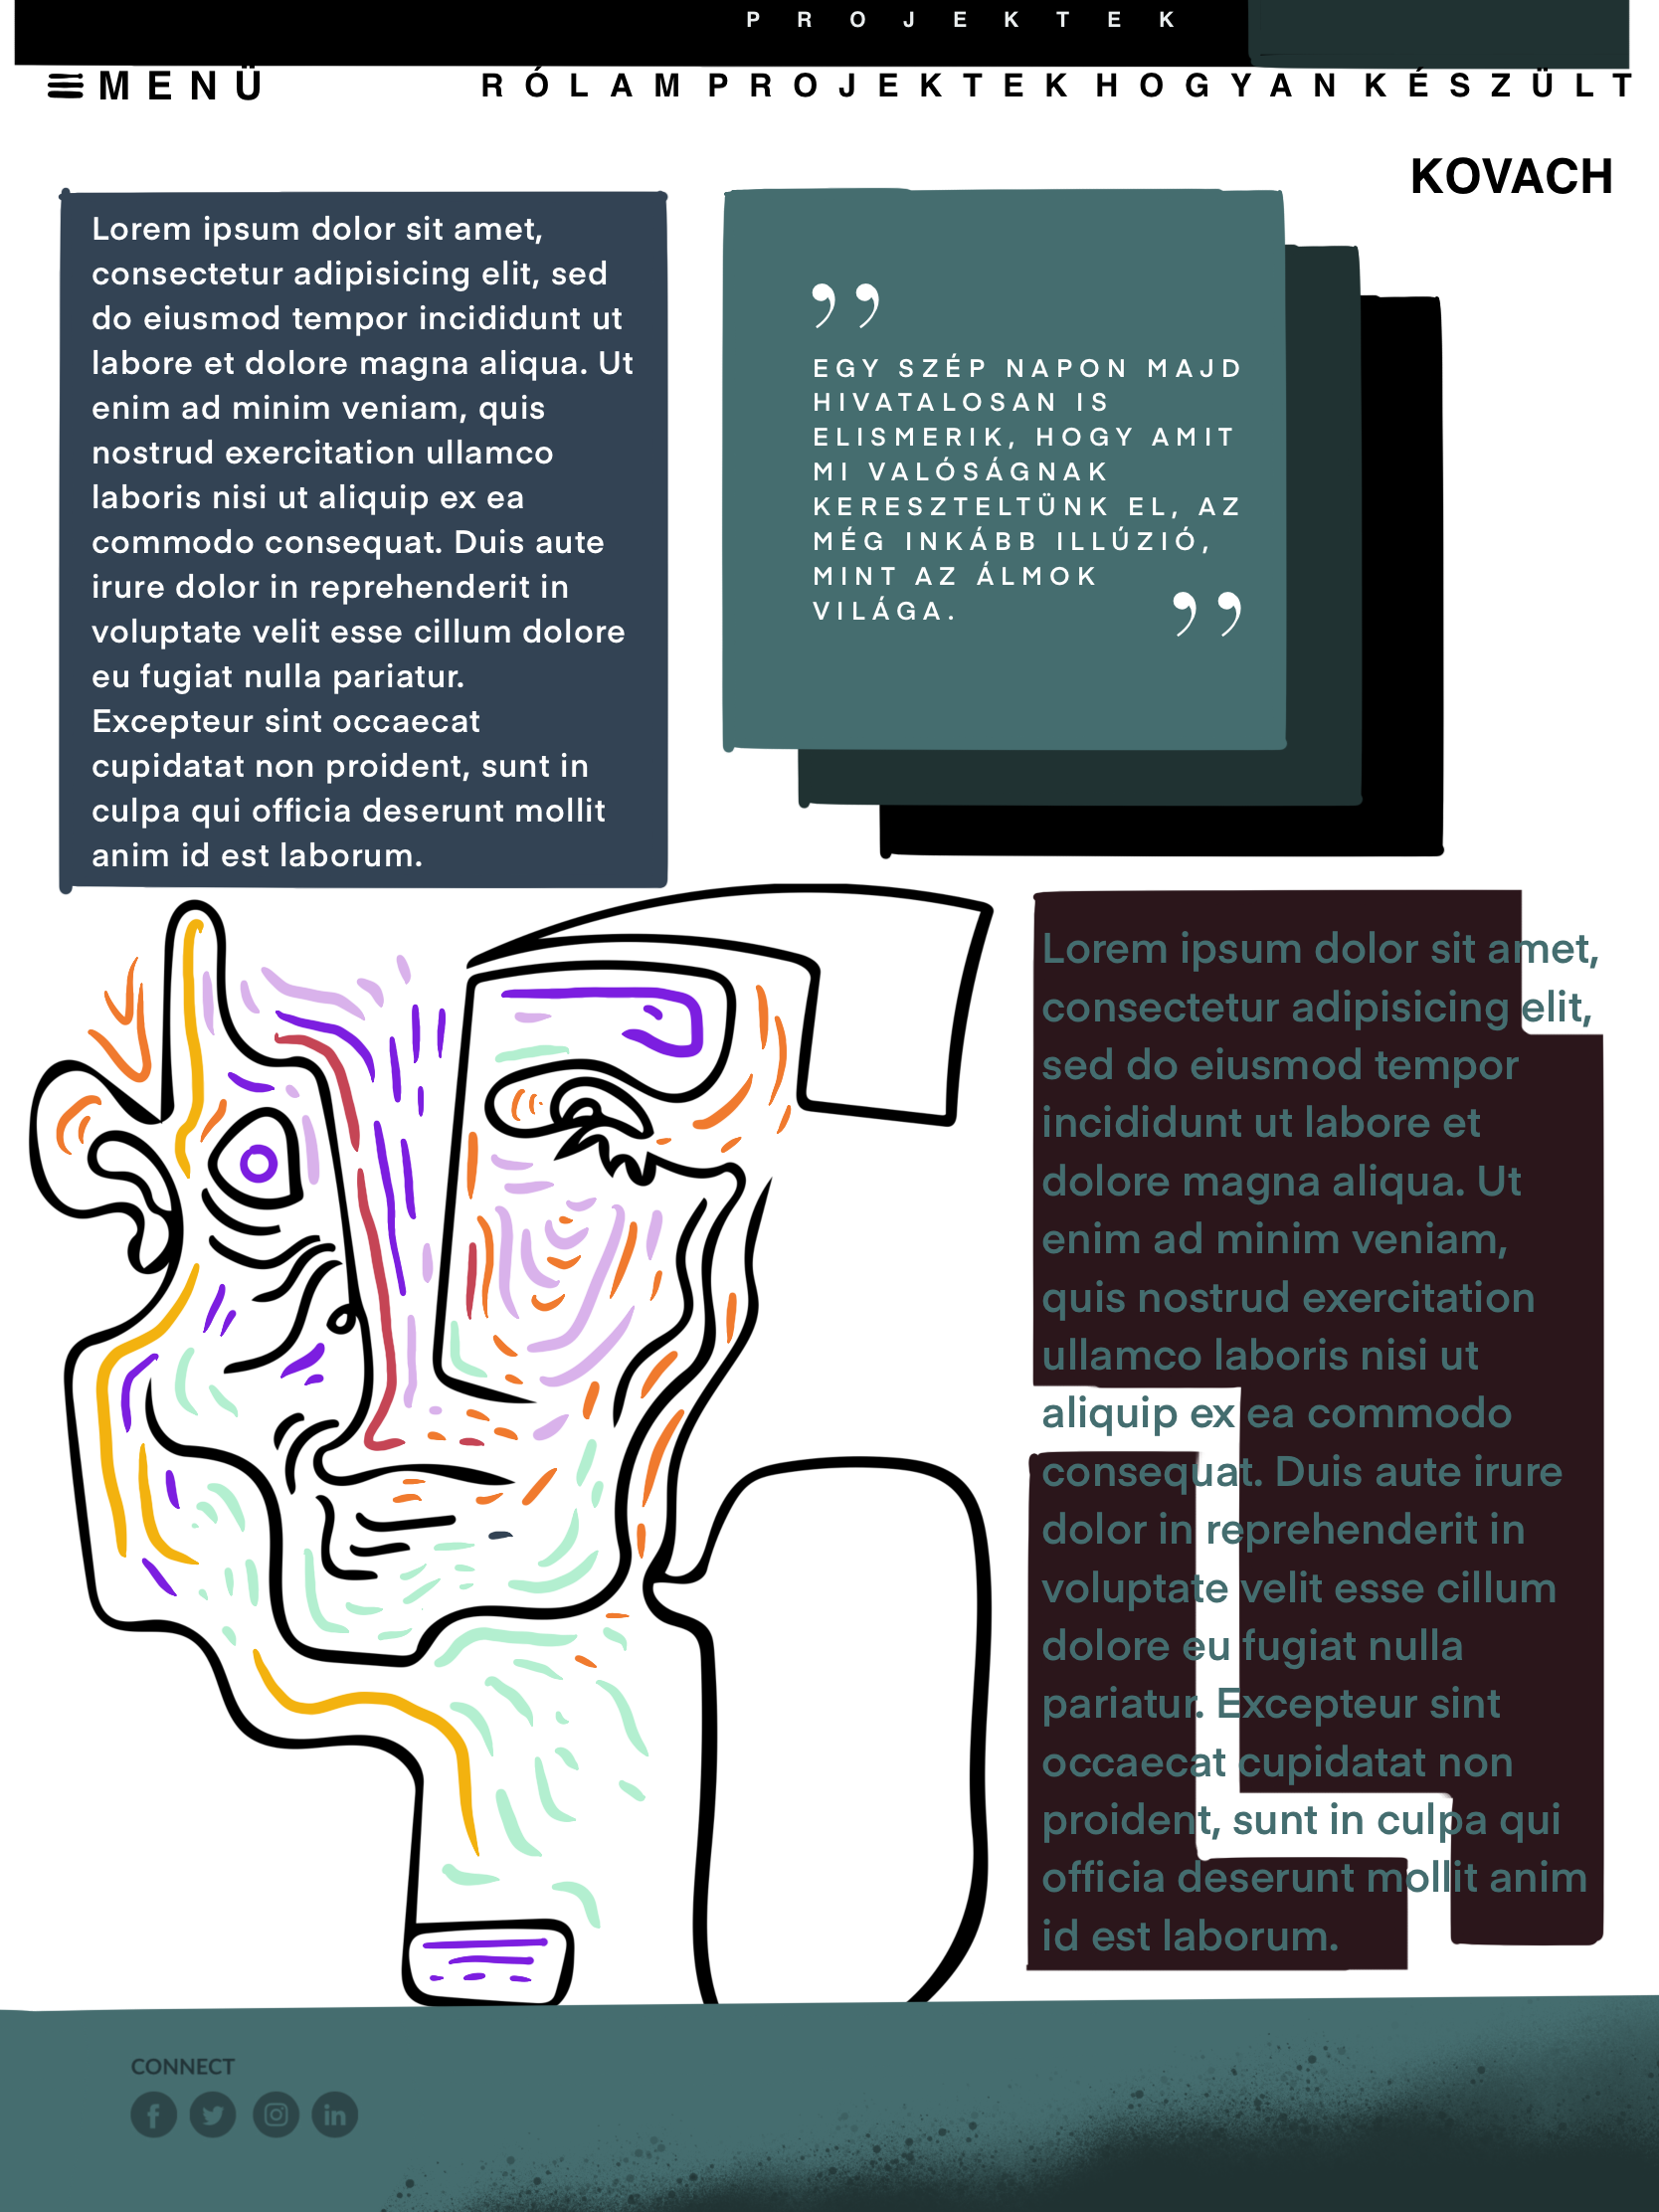 PROJEKTEK
MENÜ
RÓLAM PROJEKTEK HOGYAN KÉSZÜLT
KOVACH
Lorem ipsum dolor sit amet,
consectetur adipisicing elit, sed
do eiusmod tempor incididunt ut
labore et dolore magna aliqua. Ut
enim ad minim veniam, quis
nostrud exercitation ullamco
laboris nisi ut aliquip ex ea
commodo consequat. Duis aute
irure dolor in reprehenderit in
voluptate velit esse cillum dolore
eu fugiat nulla pariatur.
Excepteur sint occaecat
cupidatat non proident, sunt in
culpa qui officia deserunt mollit
anim id est laborum.
”
EGY SZÉP NAPON MAJD
HIVATALOSAN IS
ELISMERIK, HOGY AMIT
MI VALÓSÁGNAK
KERESZTELTÜNK EL, AZ
MÉG INKÁBB ILLÚZIÓ,
MINT AZ ÁLMOK
VILÁGA. ”
Lorem ipsum dolor sit amet,
consectetur adipisicing elit,
sed do eiusmod tempor
incididunt ut labore et
dolore magna aliqua. Ut
enim ad minim veniam,
quis nostrud exercitation
ullamco laboris nisi ut
aliquip ex ea commodo
consequat. Duis aute irure
dolor in reprehenderit in
voluptate velit esse cillum
dolore eu fugiat nulla
pariatur. Excepteur sint
occaecat cupidatat non
proident, sunt in culpa qui
officia deserunt mollit anim
id est laborum.
CONNECT